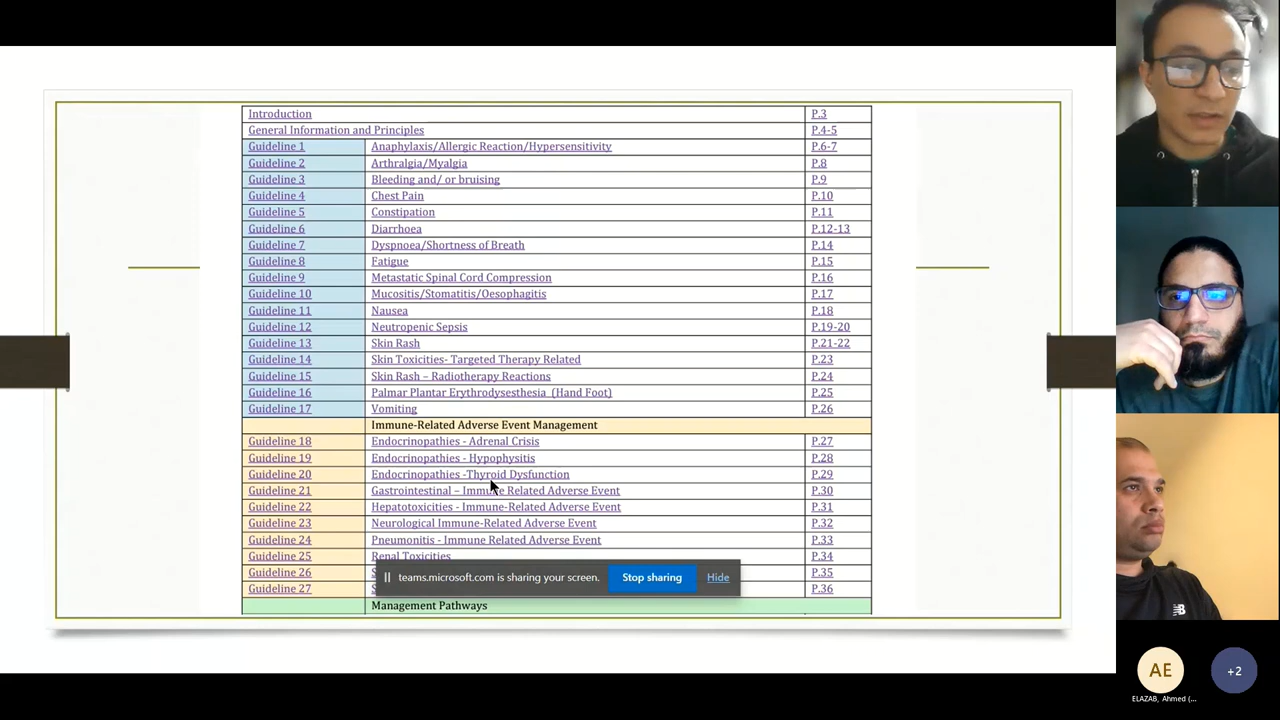 Introduction P.3
General Information and Principles P.4-5
Guideline 1 Anaphylaxis/Allergic Reaction/Hypersensitivity P.6-7
Guideline 2 Arthralgia/Myalgia P.8
Guideline 3 Bleeding and/ or bruising P.9
Guideline 4 Chest Pain P.10
Guideline 5 Constipation P.11
Guideline 6 Diarrhoea P.12-13
Guideline 7 Dyspnoea/Shortness of Breath P.14
Guideline 8 Fatigue P.15
Guideline 9 Metastatic Spinal Cord Compression P.16
Guideline 10 Mucositis/Stomatitis/Oesophagitis P.17
Guideline 11 Nausea P.18
Guideline 12 Neutropenic Sepsis P.19-20
Guideline 13 Skin Rash P.21-22
Guideline 14 Skin Toxicities- Targeted Therapy Related P.23
Guideline 15 Skin Rash – Radiotherapy Reactions P.24
Guideline 16 Palmar Plantar Erythrodysesthesia (Hand Foot) P.25
Guideline 17 Vomiting P.26
Immune-Related Adverse Event Management
Guideline 18 Endocrinopathies - Adrenal Crisis P.27
Guideline 19 Endocrinopathies - Hypophysitis P.28
Guideline 20 Endocrinopathies -Thyroid Dysfunction P.29
Guideline 21 Gastrointestinal – Immune Related Adverse Event P.30
Guideline 22 Hepatotoxicities - Immune-Related Adverse Event P.31
Guideline 23 Neurological Immune-Related Adverse Event P.32
Guideline 24 Pneumonitis - Immune Related Adverse Event P.33
Guideline 25 Renal Toxicities P.34
Guideline 26 P.35
Guideline 27 P.36
Management Pathways
teams.microsoft.com is sharing your screen. Stop sharing Hide
AE
ELAZAB, Ahmed (...
+2